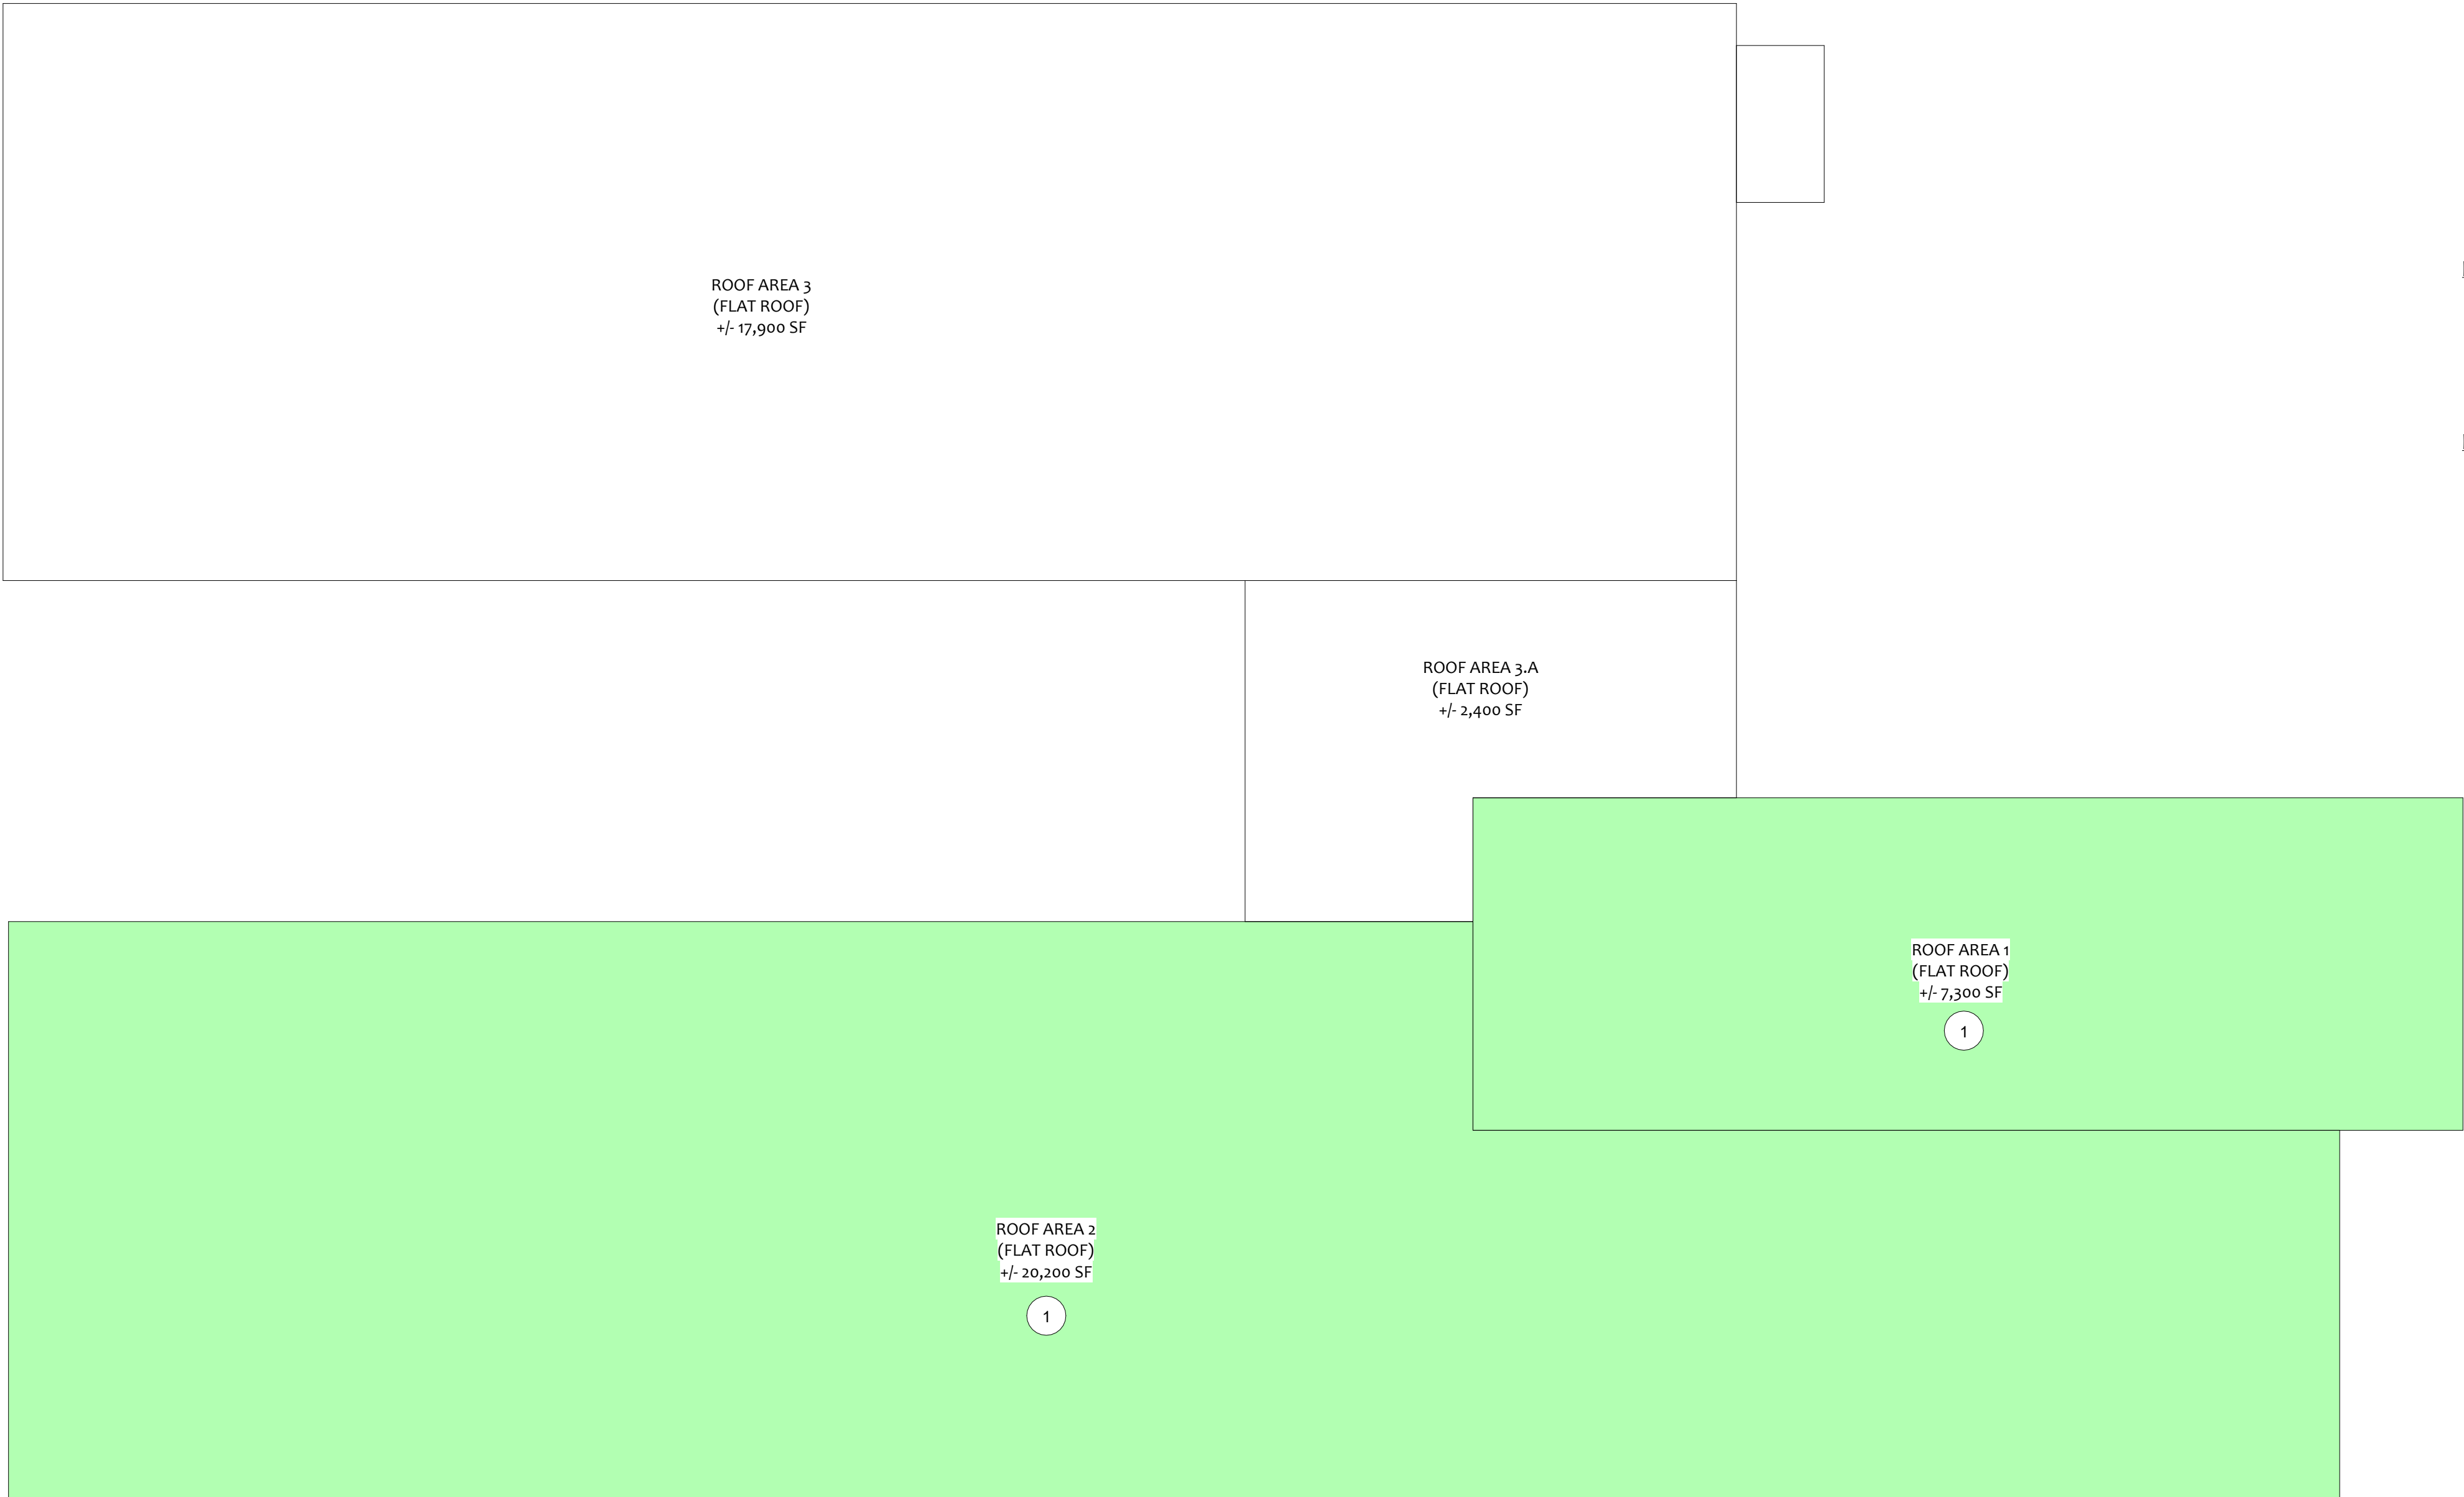 ROOF AREA 3
(FLAT ROOF)
+/- 17,900 SF
ROOF AREA 3.A
(FLAT ROOF)
+/- 2,400 SF
ROOF AREA 1
(FLAT ROOF)
+/- 7,300 SF
1
ROOF AREA 2
(FLAT ROOF)
+/- 20,200 SF
1